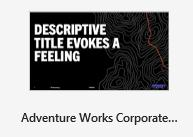 DESCRIPTIVE
TITLE EVOKES A
FEELING
Adventure Works Corporate...